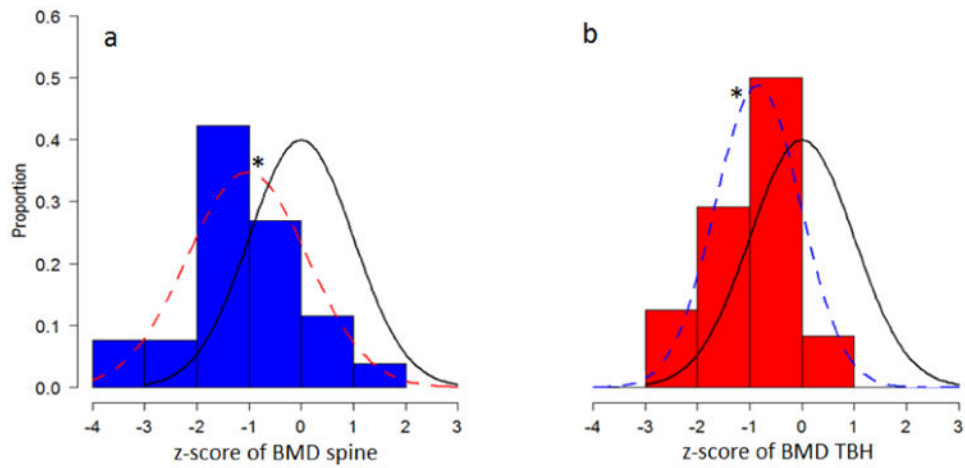 a
b
*
*
Proportion
0.6
0.5
0.4
0.3
0.2
0.1
0.0
-4 -3 -2 -1 0 1 2 3
-4 -3 -2 -1 0 1 2 3
z-score of BMD spine
z-score of BMD TBH